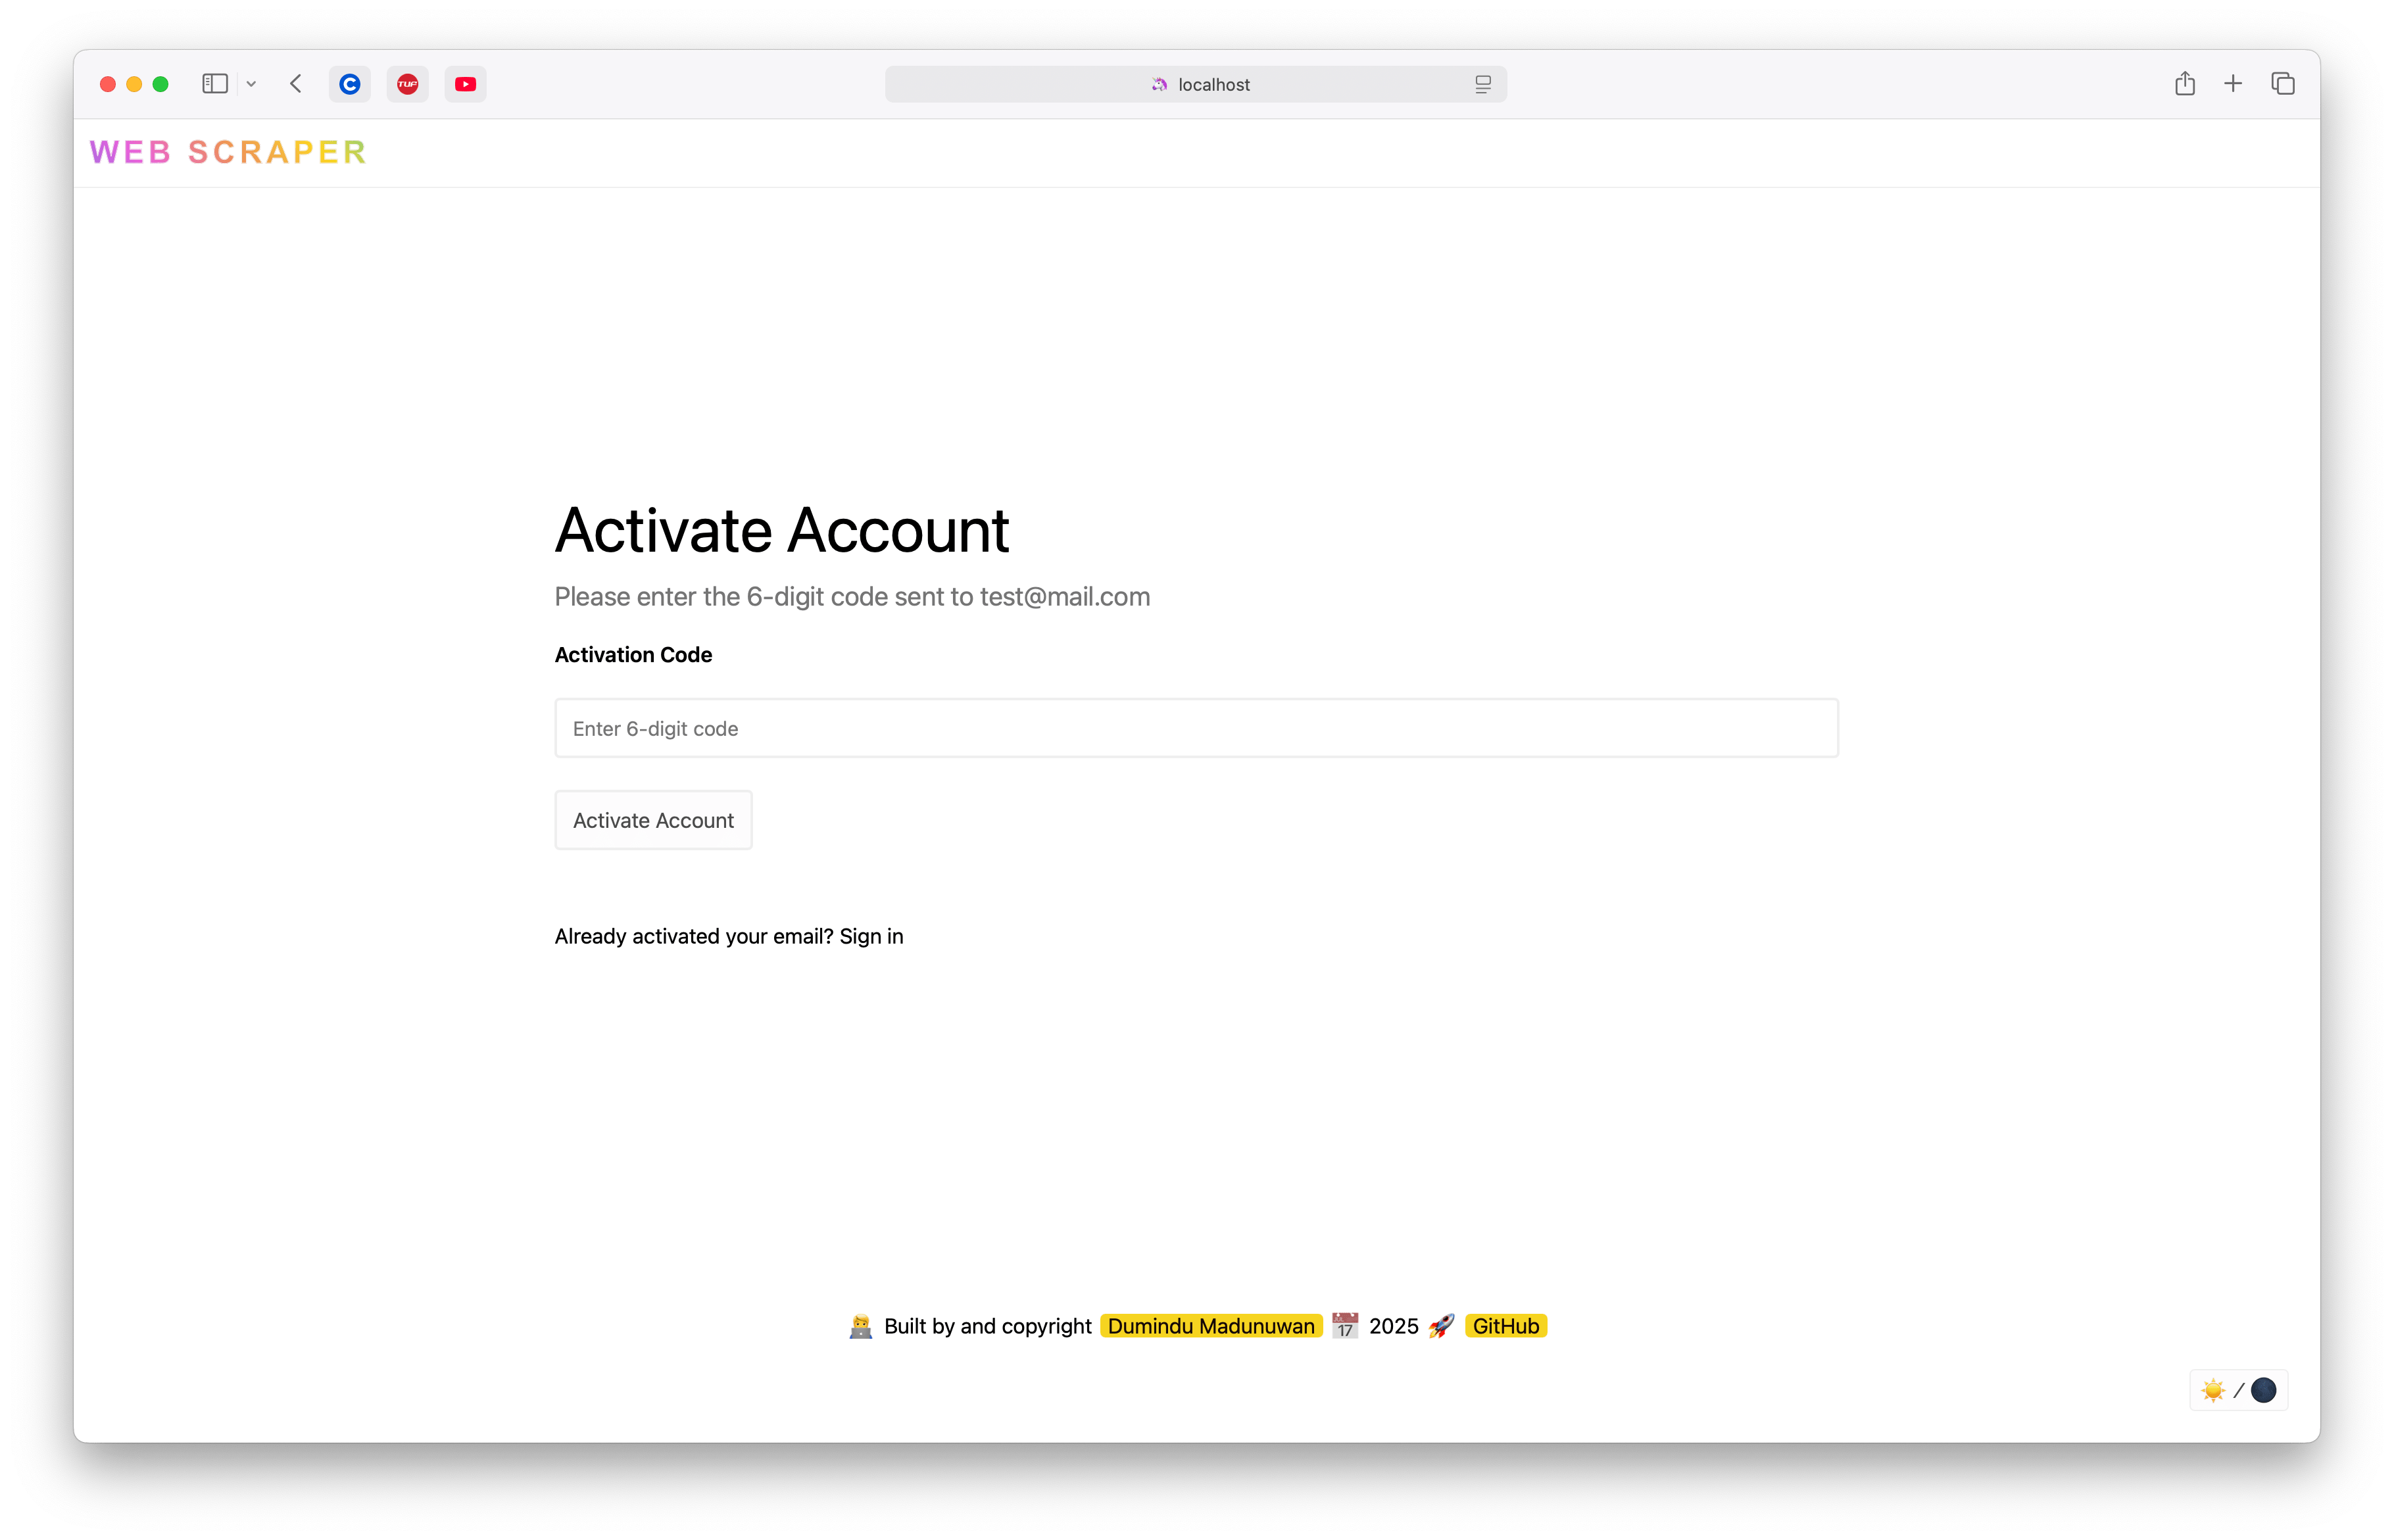 localhost
WEB SCRAPER
Activate Account
Please enter the 6-digit code sent to test@mail.com
Activation Code
Enter 6-digit code
Activate Account
Already activated your email? Sign in
👨‍💻 Built by and copyright Dumindu Madunuwan 📅 2025 🚀 GitHub
☀️ / 🌑